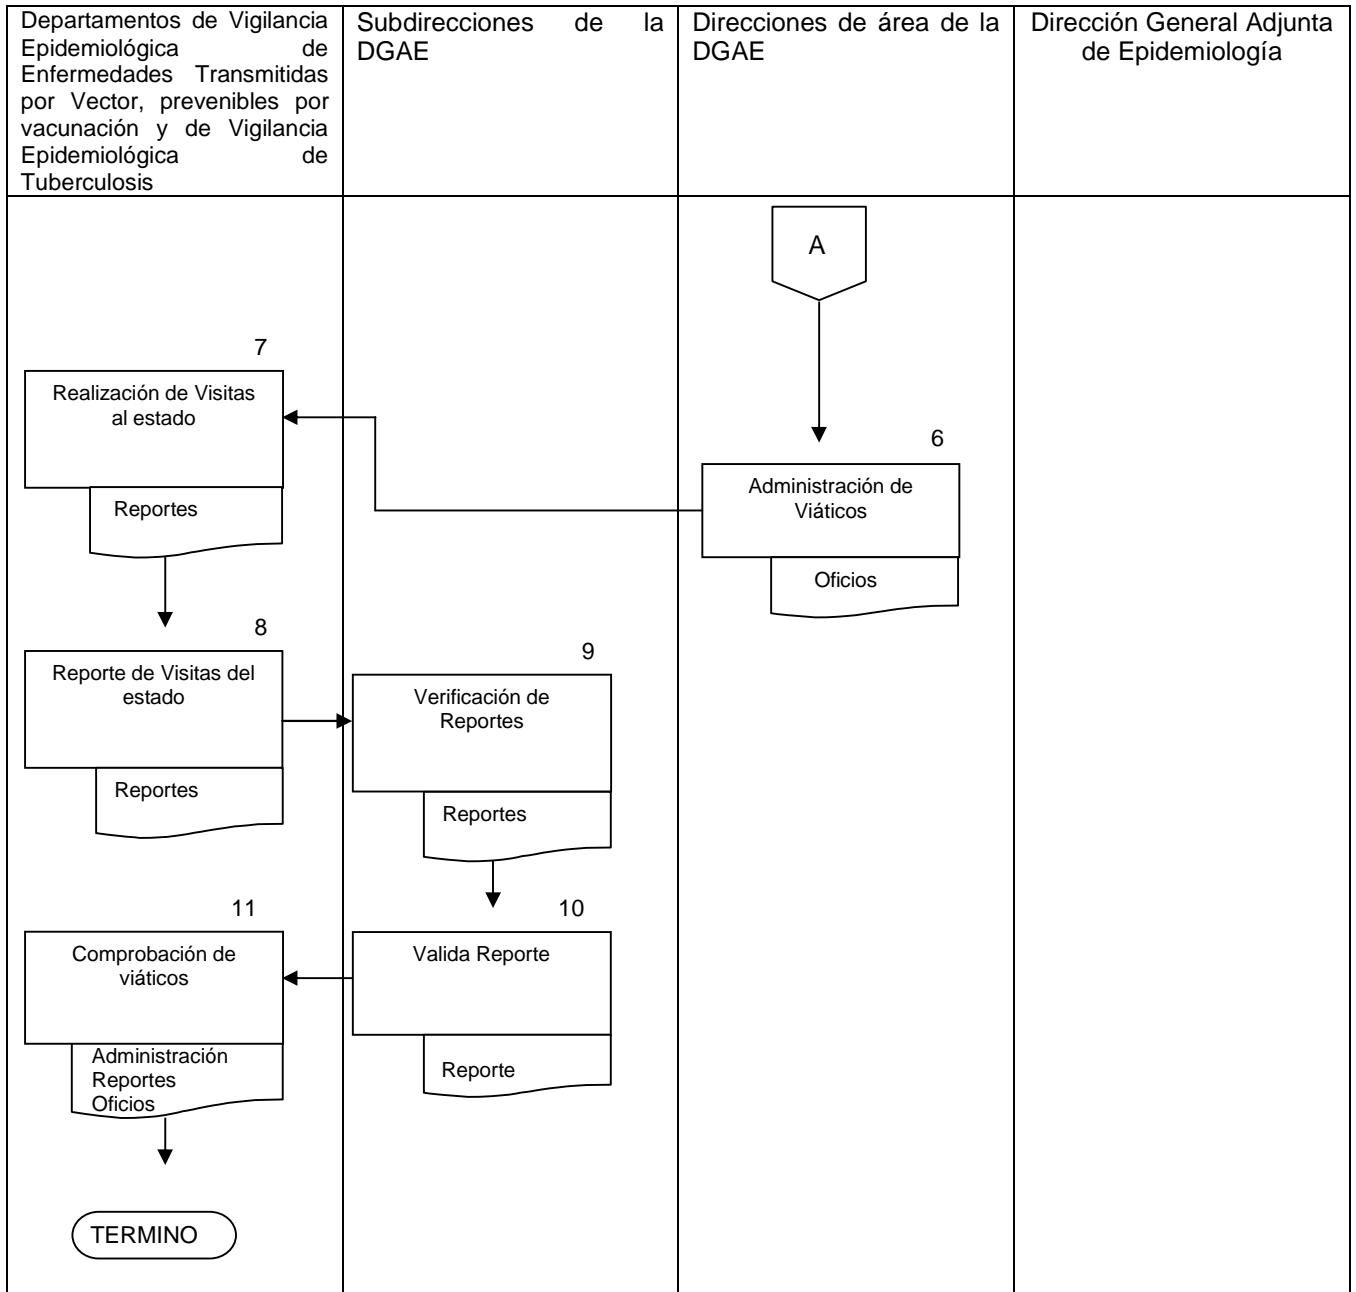 Departamentos de Vigilancia
Epidemiológica de
Enfermedades Transmitidas
por Vector, prevenibles por
vacunación y de Vigilancia
Epidemiológica de
Tuberculosis
Subdirecciones de la
DGAE
Direcciones de área de la
DGAE
Dirección General Adjunta
de Epidemiología
A
6
Administración de
Viáticos
Oficios
7
Realización de Visitas
al estado
Reportes
8
Reporte de Visitas del
estado
Reportes
9
Verificación de
Reportes
Reportes
10
Valida Reporte
Reporte
11
Comprobación de
viáticos
Administración
Reportes
Oficios
TERMINO